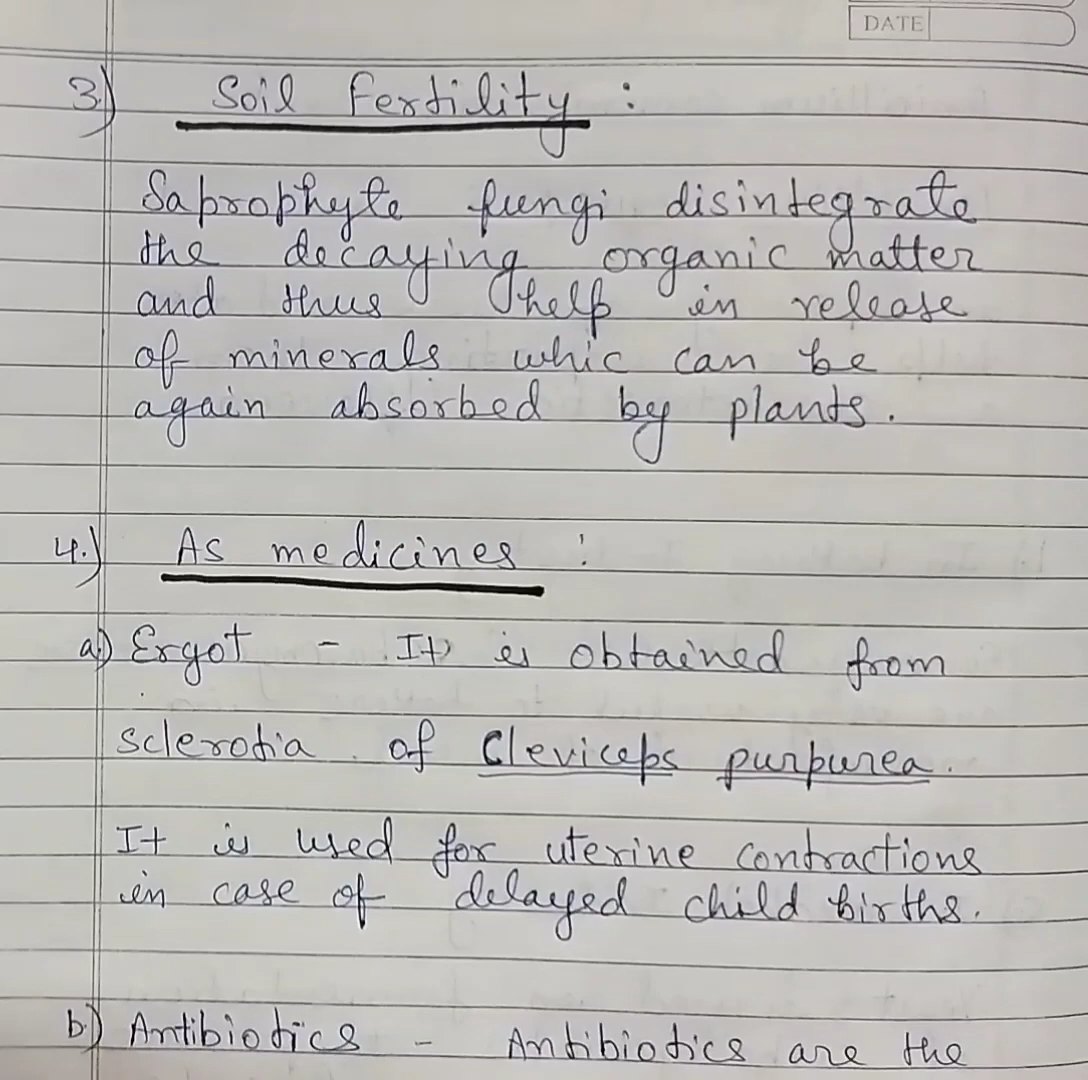 DATE
3) Soil Fertility :
Saprophyte fungi disintegrate
the decaying organic matter
and thus help in release
of minerals whic can be
again absorbed by plants.
4.) As medicines :
a) Ergot - It is obtained from
sclerotia of Cleviceps purpurea.
It is used for uterine contractions
in case of delayed child births.
b) Antibiotics - Antibiotics are the